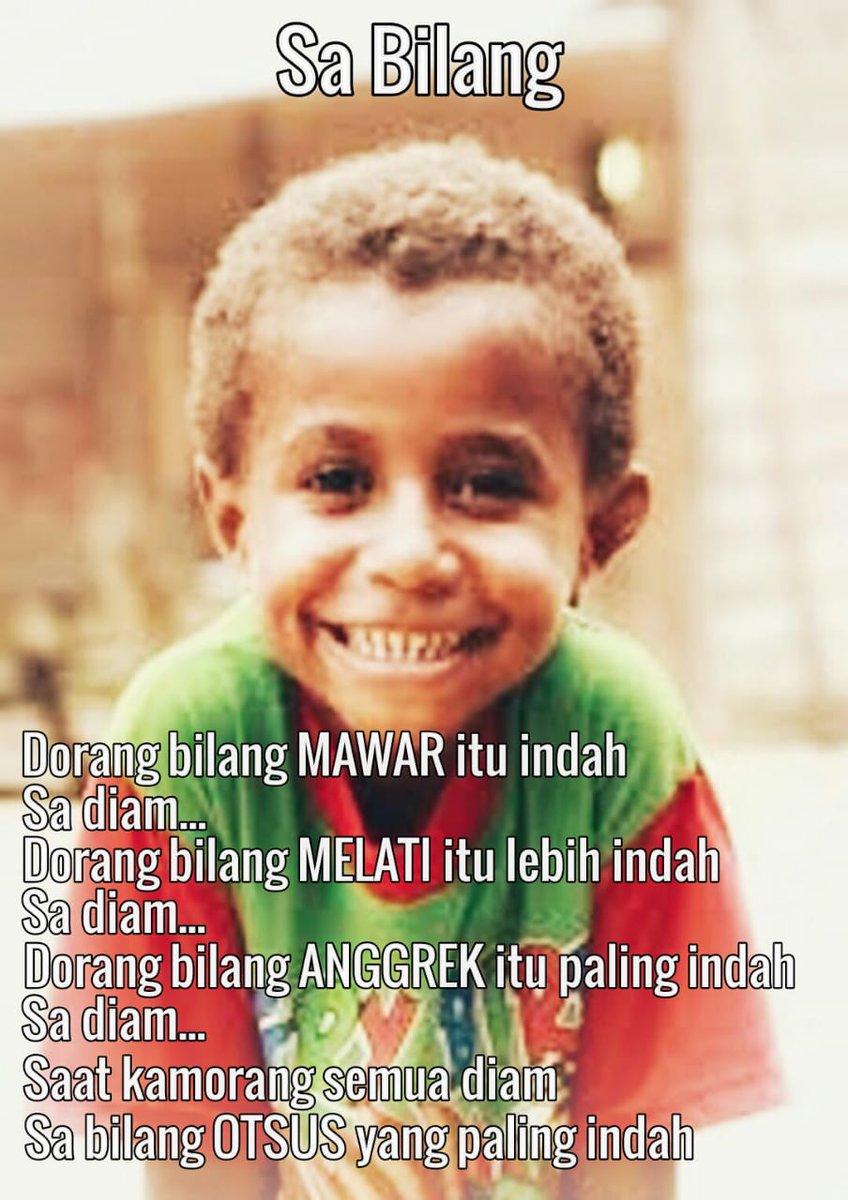 Sa Bilang
Dorang bilang MAWAR itu indah
Sa diam...
Dorang bilang MELATI itu lebih indah
Sa diam...
Dorang bilang ANGGREK itu paling indah
Sa diam...
Saat kamorang semua diam
Sa bilang OTSUS yang paling indah